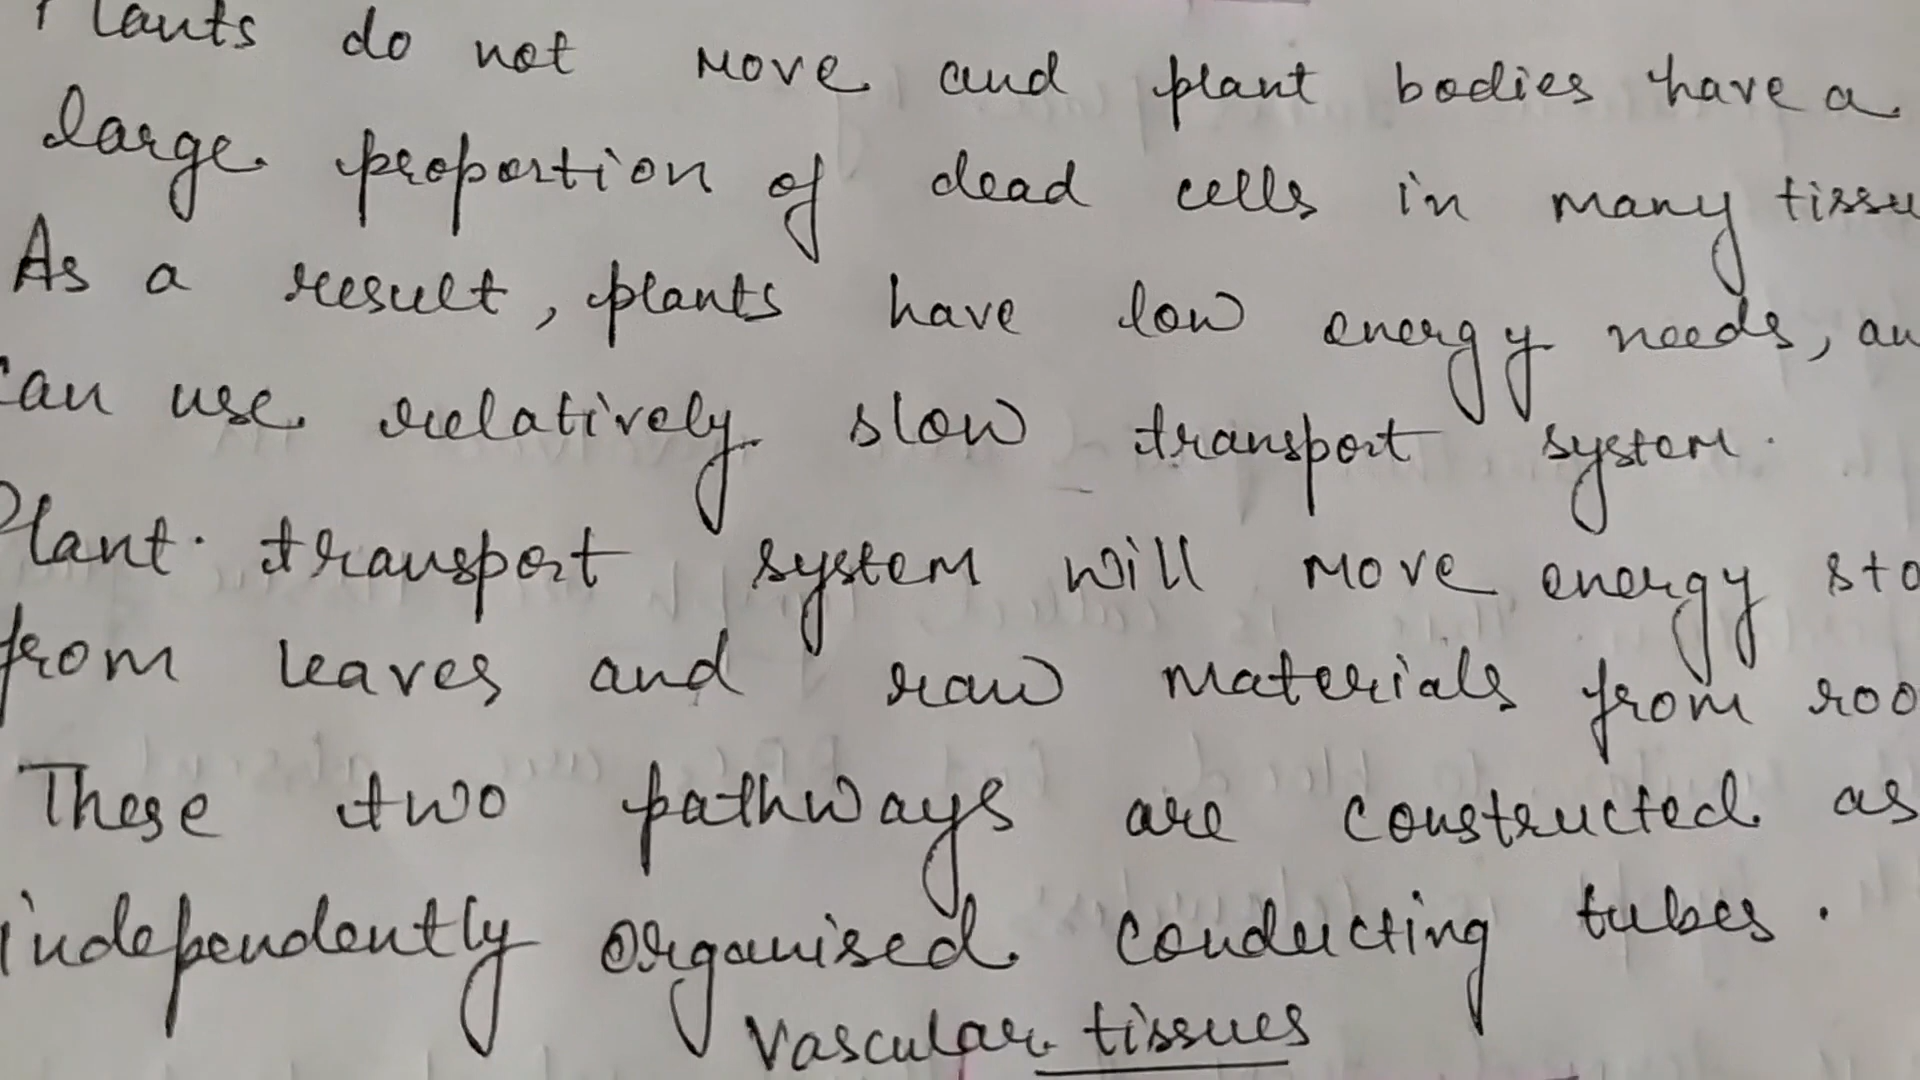 Plants do not move and plant bodies have a
large proportion of dead cells in many tissu
As a result, plants have low energy needs, an
can use relatively slow transport system.
Plant transport system will move energy sto
from leaves and raw materials from roo
These two pathways are constructed as
independently organised conducting tubes.
Vascular tissues